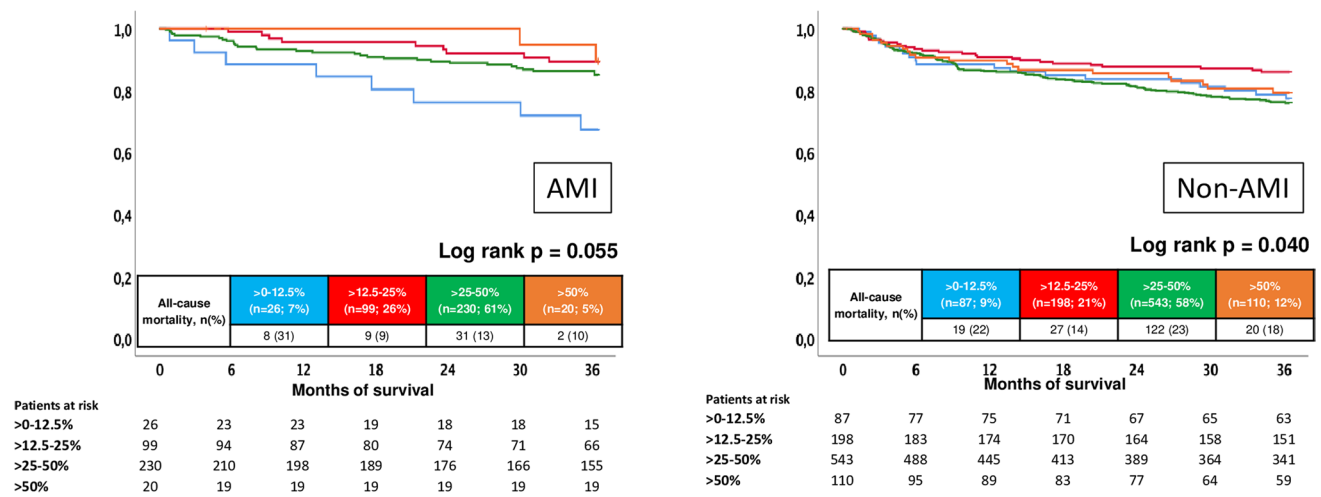 1,0
0,8
0,6
0,4
0,2
0,0
AMI
Log rank p = 0.055
All-cause mortality, n(%)
>0-12.5% (n=26; 7%)
>12.5-25% (n=99; 26%)
>25-50% (n=230; 61%)
>50% (n=20; 5%)
8 (31)
9 (9)
31 (13)
2 (10)
0 6 12 18 24 30 36
Months of survival
Patients at risk
>0-12.5% 26 23 23 19 18 18 15
>12.5-25% 99 94 87 80 74 71 66
>25-50% 230 210 198 189 176 166 155
>50% 20 19 19 19 19 19 19
1,0
0,8
0,6
0,4
0,2
0,0
Non-AMI
Log rank p = 0.040
All-cause mortality, n(%)
>0-12.5% (n=87; 9%)
>12.5-25% (n=198; 21%)
>25-50% (n=543; 58%)
>50% (n=110; 12%)
19 (22)
27 (14)
122 (23)
20 (18)
0 6 12 18 24 30 36
Months of survival
Patients at risk
>0-12.5% 87 77 75 71 67 65 63
>12.5-25% 198 183 174 170 164 158 151
>25-50% 543 488 445 413 389 364 341
>50% 110 95 89 83 77 64 59